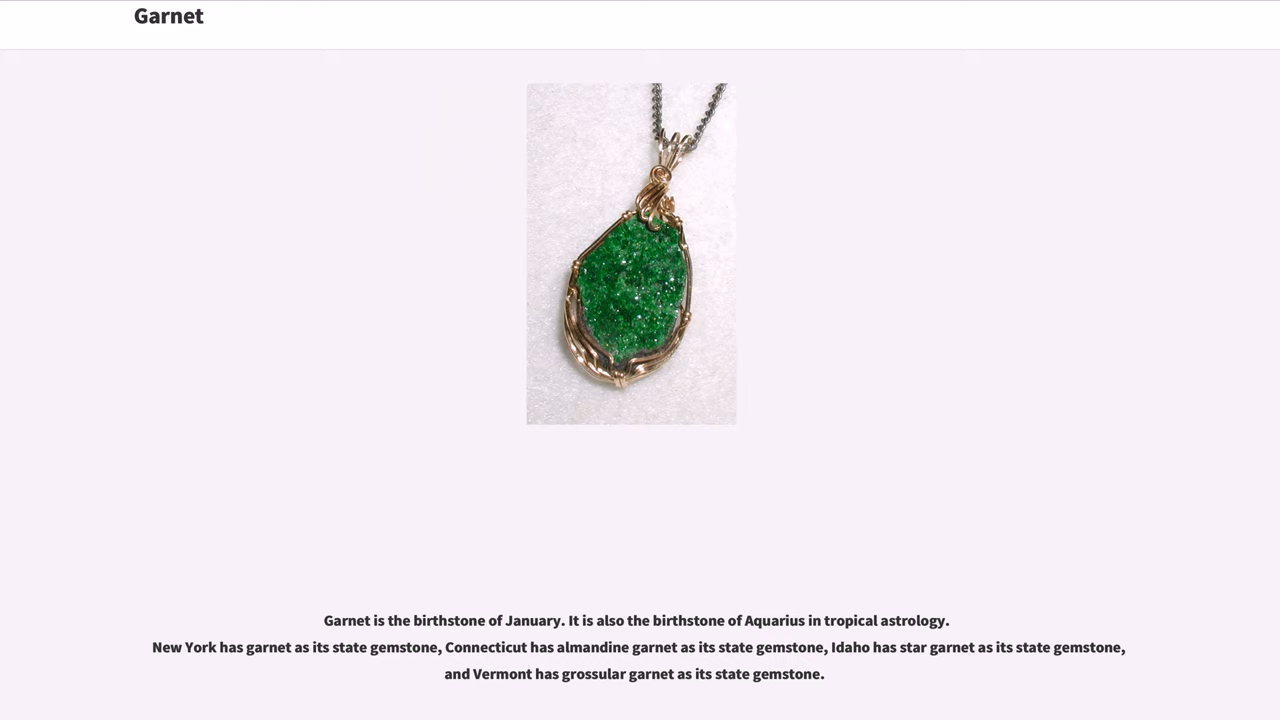 Garnet
Garnet is the birthstone of January. It is also the birthstone of Aquarius in tropical astrology.
New York has garnet as its state gemstone, Connecticut has almandine garnet as its state gemstone, Idaho has star garnet as its state gemstone,
and Vermont has grossular garnet as its state gemstone.